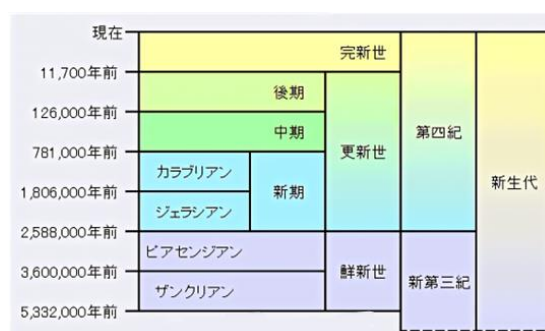 現在
完新世
11,700年前
後期
126,000年前
中期
更新世
第四紀
781,000年前
カラブリアン
新期
新生代
1,806,000年前
ジェラシアン
2,588,000年前
ピアセンジアン
鮮新世
新第三紀
3,600,000年前
ザンクリアン
5,332,000年前